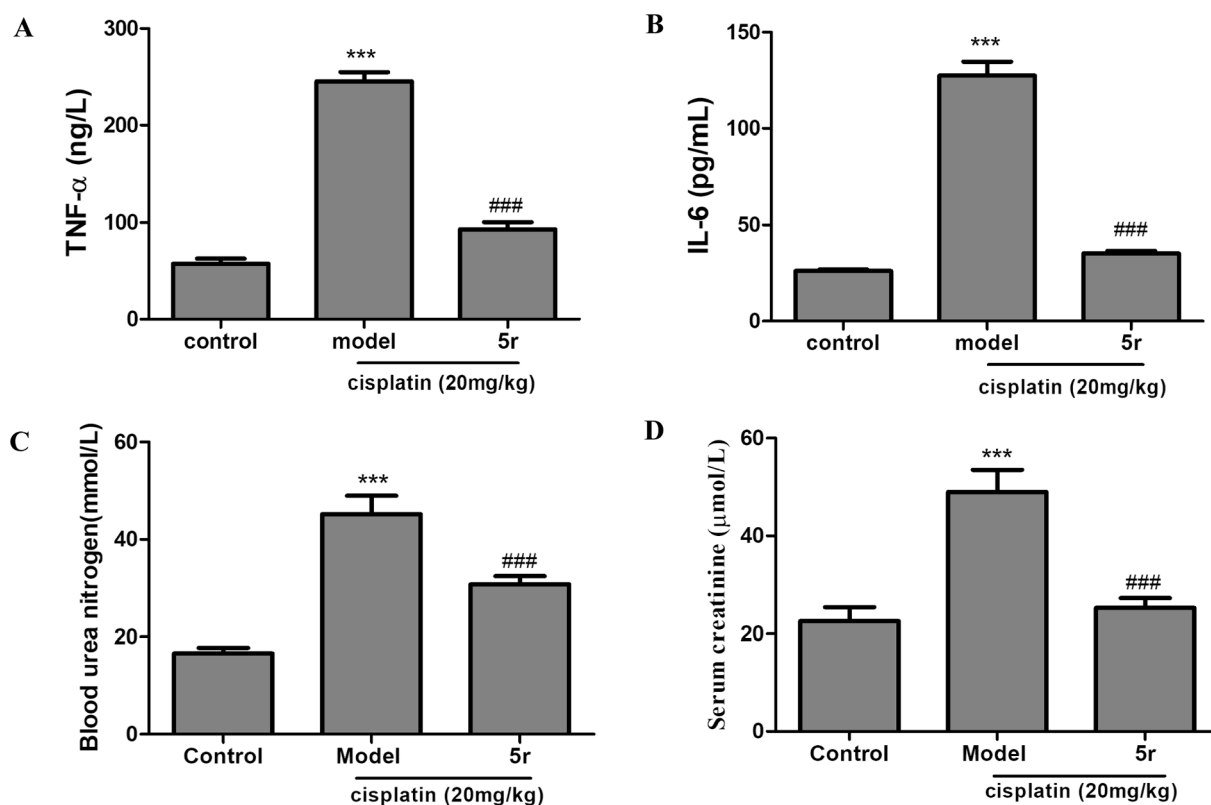 A
TNF-α (ng/L)
300
200
100
0
***
###
control model 5r
cisplatin (20mg/kg)
B
IL-6 (pg/mL)
150
100
50
0
***
###
control model 5r
cisplatin (20mg/kg)
C
Blood urea nitrogen(mmol/L)
60
40
20
0
***
###
Control Model 5r
cisplatin (20mg/kg)
D
Serum creatinine (μmol/L)
60
40
20
0
***
###
Control Model 5r
cisplatin (20mg/kg)